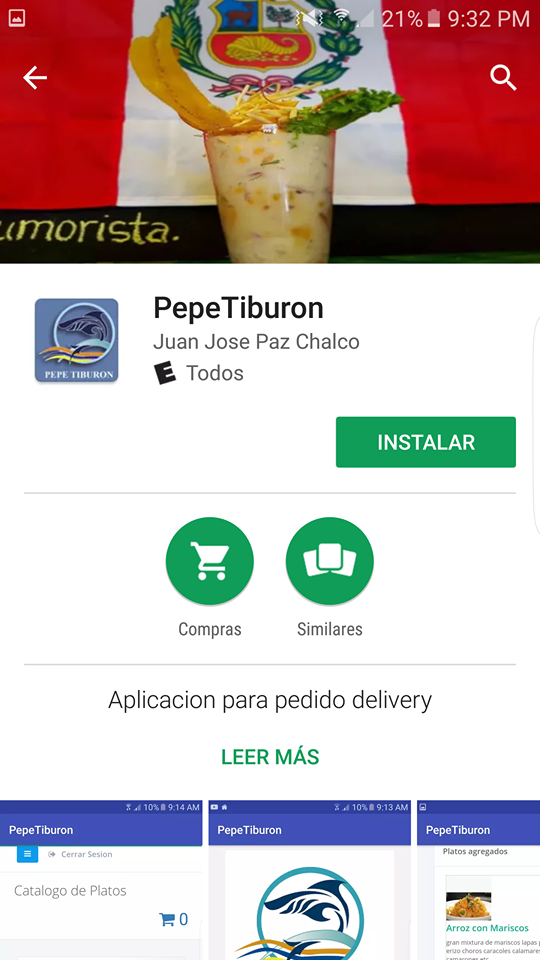 21% 9:32 PM
umorista.
PepeTiburon
Juan Jose Paz Chalco
PEPE TIBURON
E Todos
INSTALAR
Compras
Similares
Aplicacion para pedido delivery
LEER MÁS
10% 9:14 AM
PepeTiburon
Cerrar Sesion
Catalogo de Platos
0
10% 9:13 AM
PepeTiburon
PepeTiburon
Platos agregados
Arroz con Mariscos
gran mixtura de mariscos lapas p
erizo choros caracoles calamares
camarones etc